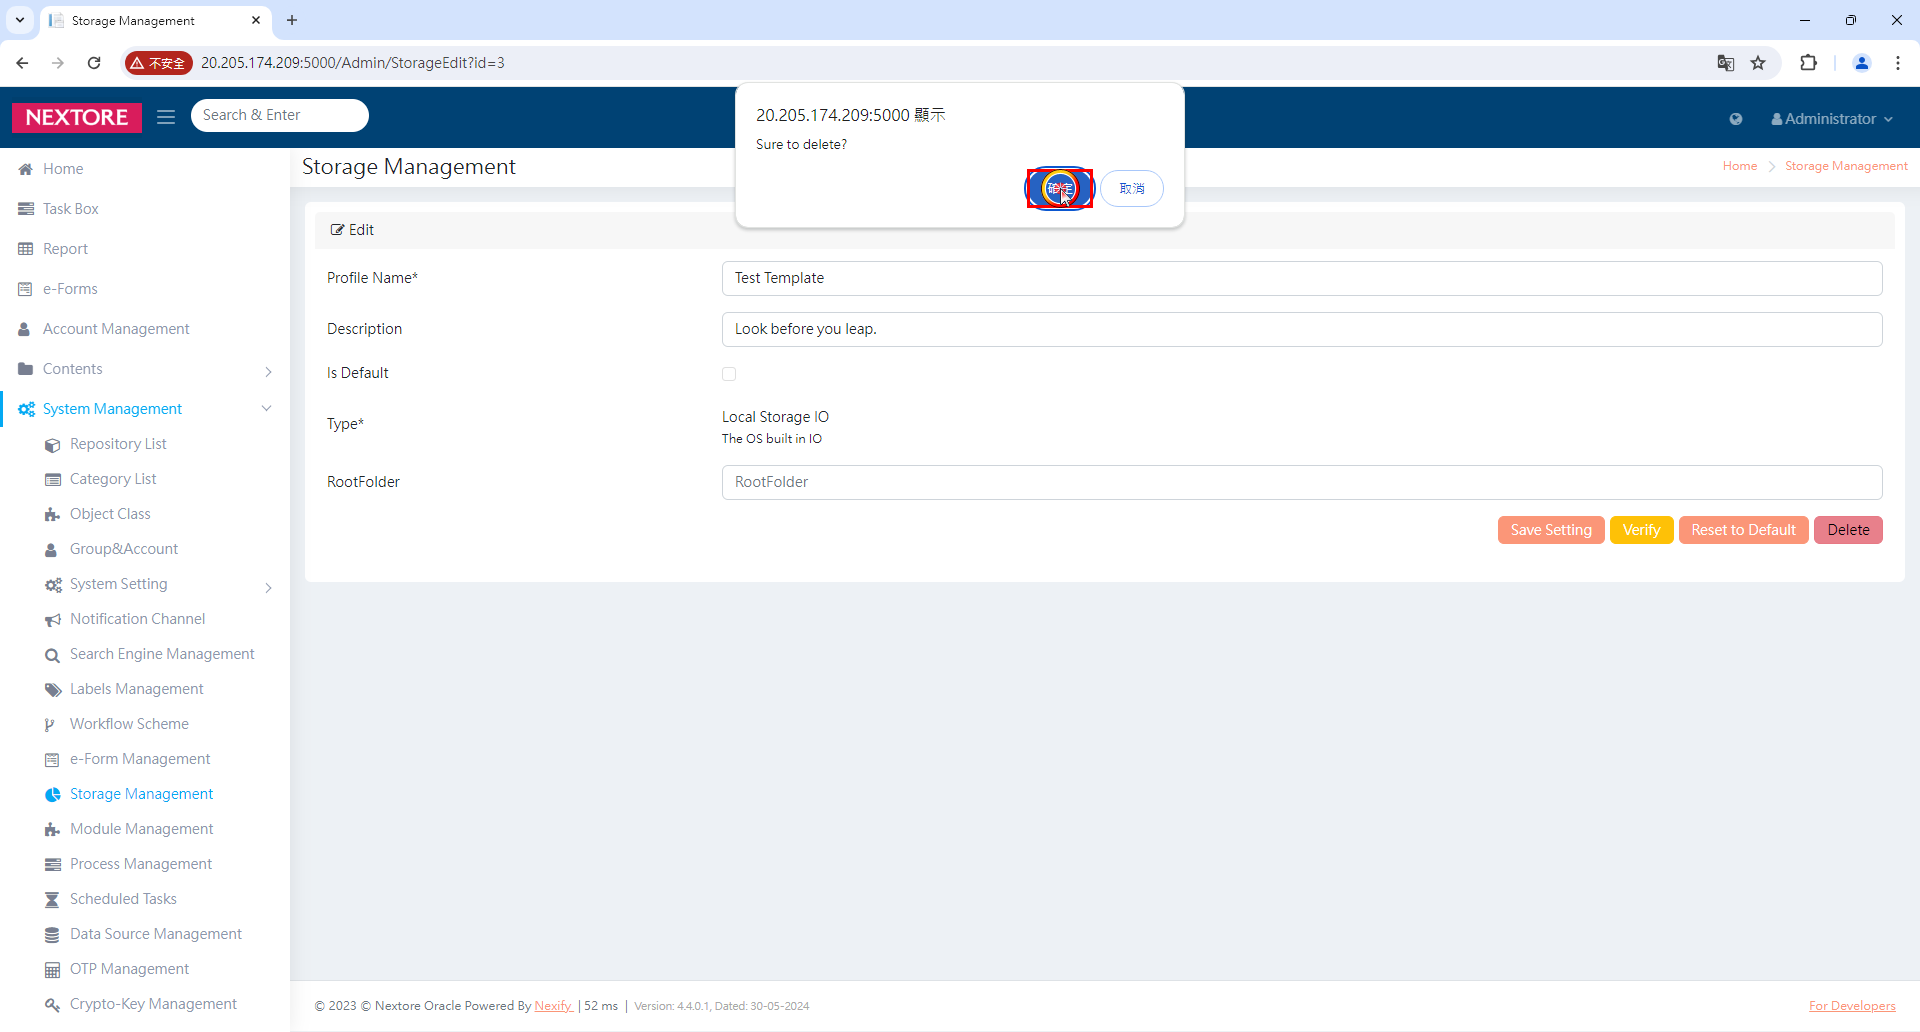 Storage Management
不安全
20.205.174.209:5000/Admin/StorageEdit?id=3
NEXTORE
Search & Enter
Administrator
20.205.174.209:5000 顯示
Sure to delete?
確定
取消
Storage Management
Home
Storage Management
Home
Task Box
Report
e-Forms
Account Management
Contents
System Management
Repository List
Category List
Object Class
Group&Account
System Setting
Notification Channel
Search Engine Management
Labels Management
Workflow Scheme
e-Form Management
Storage Management
Module Management
Process Management
Scheduled Tasks
Data Source Management
OTP Management
Crypto-Key Management
Edit
Profile Name*
Test Template
Description
Look before you leap.
Is Default
Type*
Local Storage IO
The OS built in IO
RootFolder
RootFolder
Save Setting
Verify
Reset to Default
Delete
© 2023 © Nextore Oracle Powered By Nexify | 52 ms | Version: 4.4.0.1, Dated: 30-05-2024
For Developers